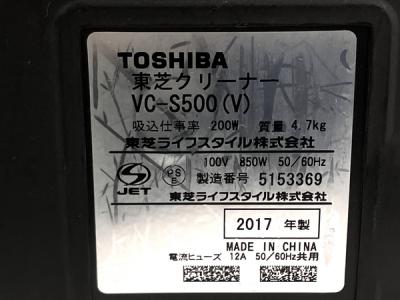 TOSHIBA
東芝クリーナー
VC-S500(V)
吸込仕事率 200W 質量 4.7kg
東芝ライフスタイル株式会社
100V 850W 50/60Hz
S JET PS E 製造番号 5153369
東芝ライフスタイル株式会社
2017 年製
MADE IN CHINA
電流ヒューズ 12A 50/60Hz共用